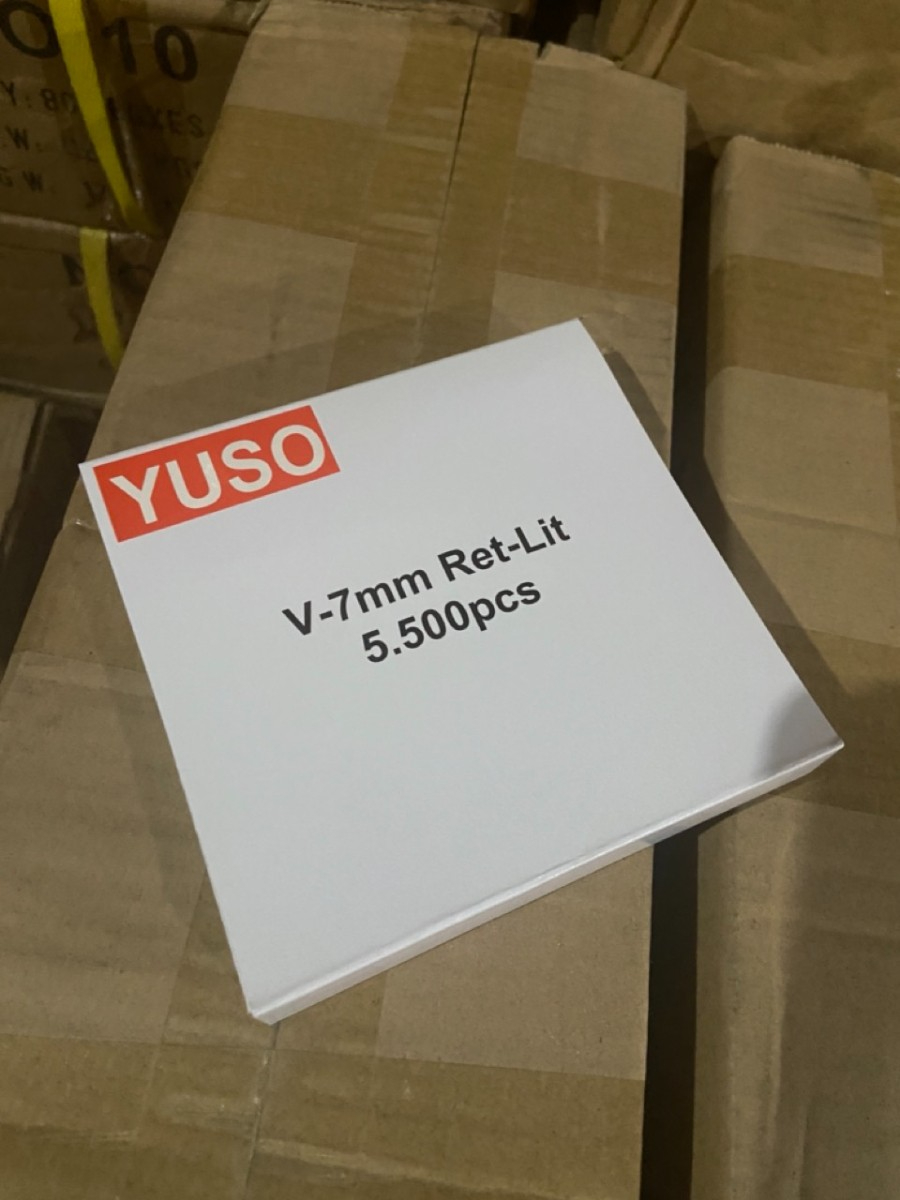 YUSO
V-7mm Ret-Lit
5.500pcs
10